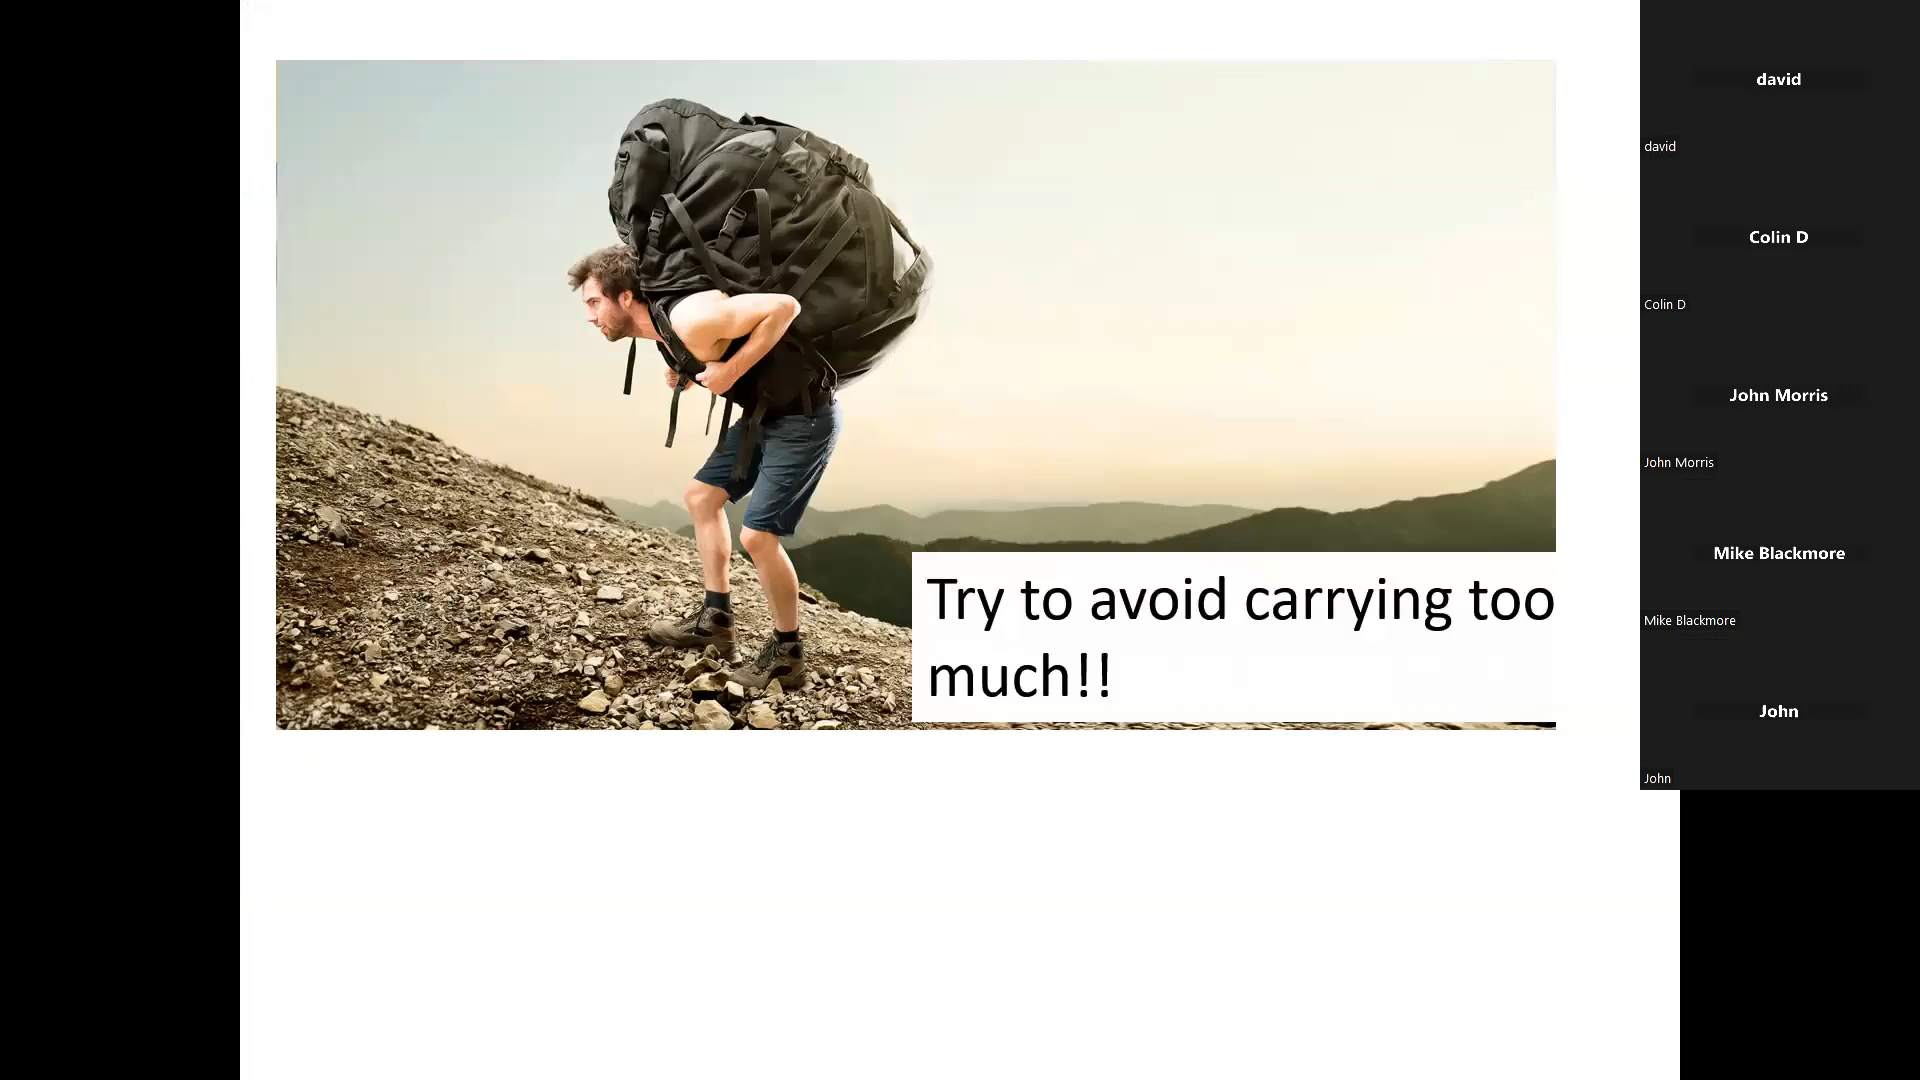 Try to avoid carrying too
much!!
david
david
Colin D
Colin D
John Morris
John Morris
Mike Blackmore
Mike Blackmore
John
John